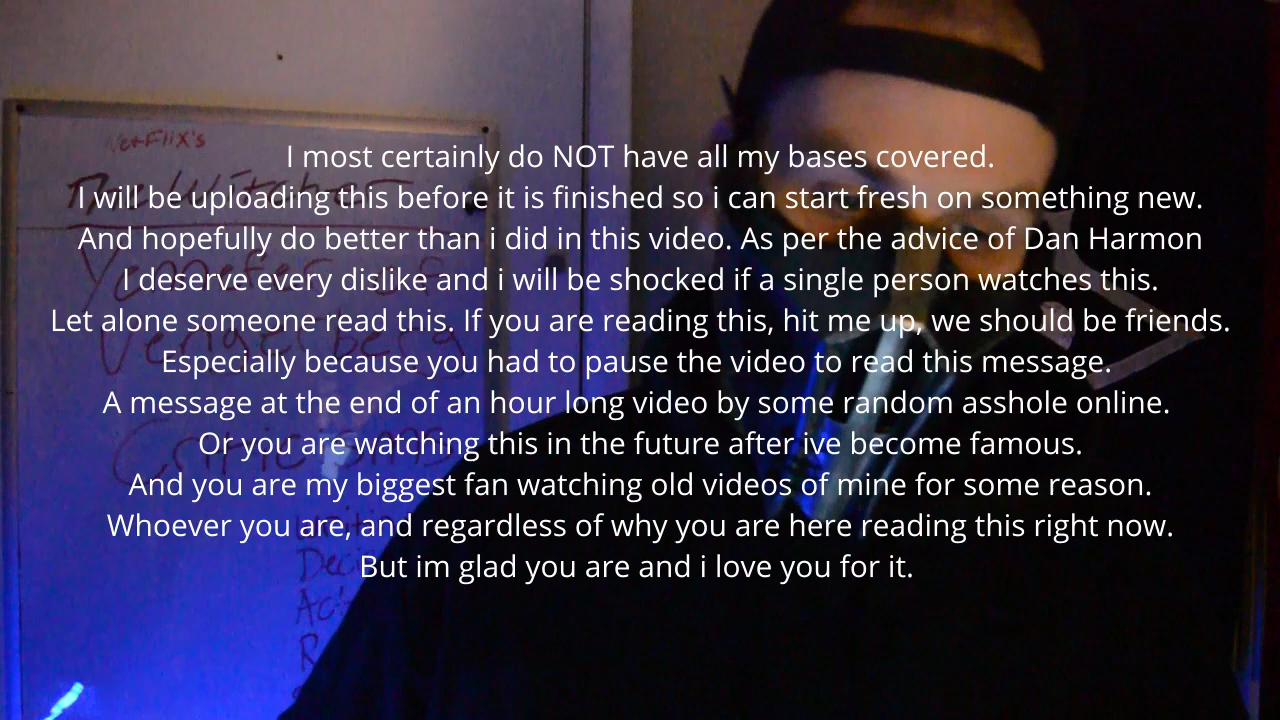 Netflix's
The Witcher
Yennefer of
Vengerberg
I most certainly do NOT have all my bases covered.
I will be uploading this before it is finished so i can start fresh on something new.
And hopefully do better than i did in this video. As per the advice of Dan Harmon
I deserve every dislike and i will be shocked if a single person watches this.
Let alone someone read this. If you are reading this, hit me up, we should be friends.
Especially because you had to pause the video to read this message.
A message at the end of an hour long video by some random asshole online.
Or you are watching this in the future after ive become famous.
And you are my biggest fan watching old videos of mine for some reason.
Whoever you are, and regardless of why you are here reading this right now.
But im glad you are and i love you for it.